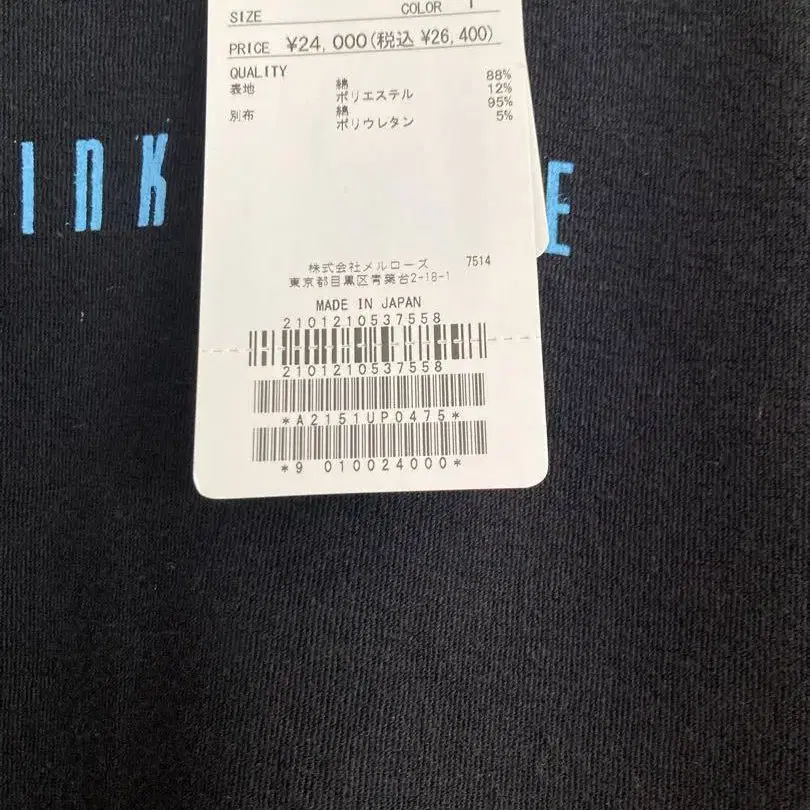 SIZE COLOR 1
PRICE ¥24,000(税込 ¥26,400)
QUALITY
表地 綿 88%
ポリエステル 12%
別布 綿 95%
ポリウレタン 5%
INK E
株式会社メルローズ 7514
東京都目黒区青葉台2-18-1
MADE IN JAPAN
2101210537558
2101210537558
*A2151UP0475*
*9 010024000*